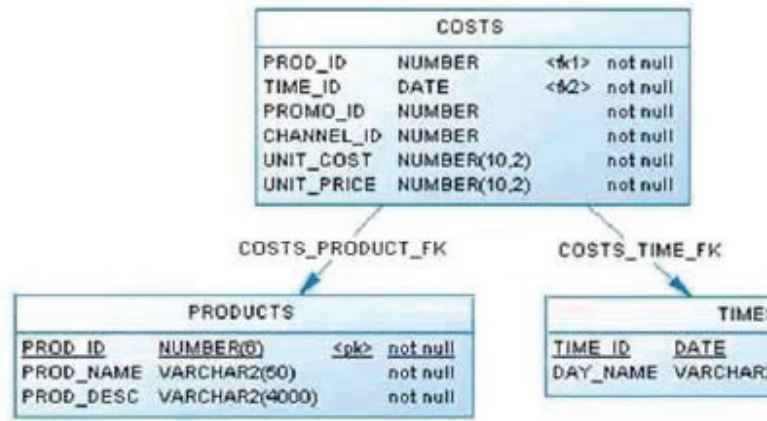 COSTS
PROD_ID NUMBER <fk1> not null
TIME_ID DATE <fk2> not null
PROMO_ID NUMBER not null
CHANNEL_ID NUMBER not null
UNIT_COST NUMBER(10,2) not null
UNIT_PRICE NUMBER(10,2) not null
COSTS_PRODUCT_FK COSTS_TIME_FK
PRODUCTS
PROD_ID NUMBER(6) <pk> not null
PROD_NAME VARCHAR2(50) not null
PROD_DESC VARCHAR2(4000) not null
TIMES
TIME_ID DATE
DAY_NAME VARCHAR2